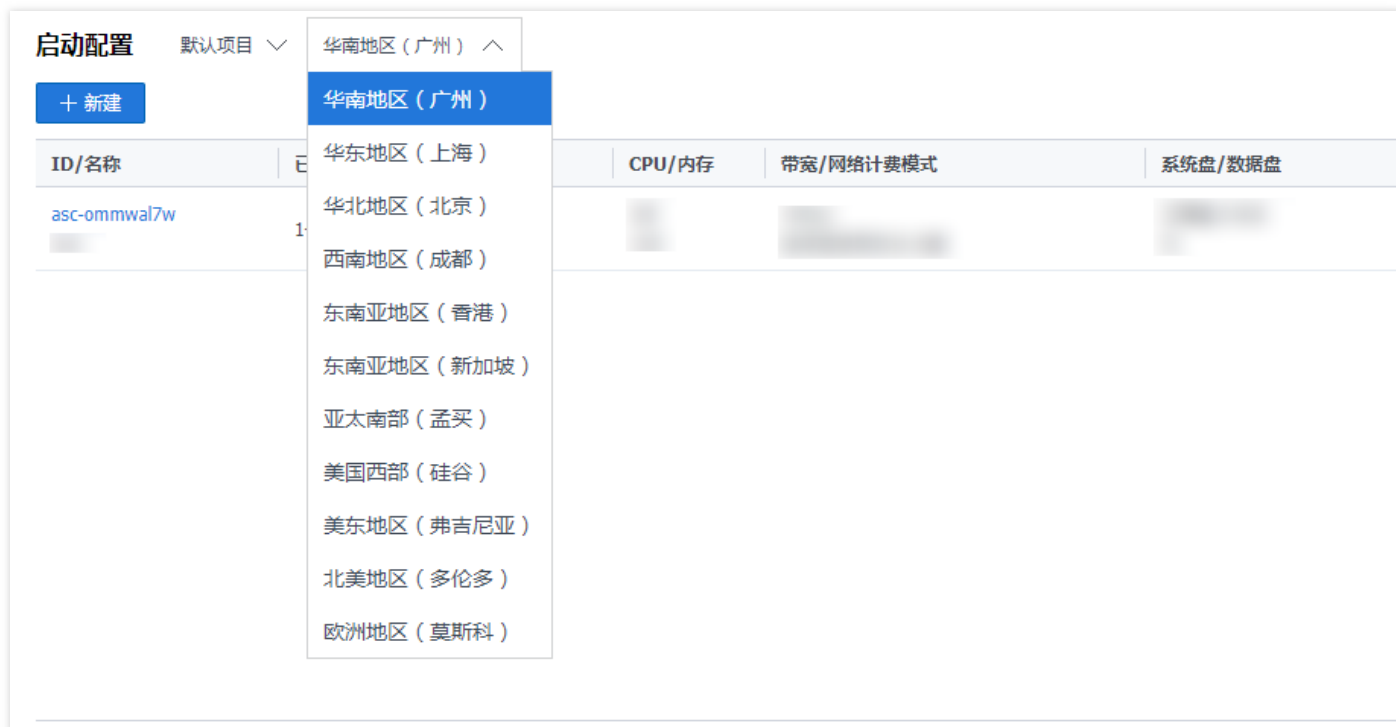 启动配置 默认项目 华南地区（广州）
＋ 新建
华南地区（广州）
ID/名称 CPU/内存 带宽/网络计费模式 系统盘/数据盘
华东地区（上海）
asc-ommwal7w
华北地区（北京）
1
西南地区（成都）
东南亚地区（香港）
东南亚地区（新加坡）
亚太南部（孟买）
美国西部（硅谷）
美东地区（弗吉尼亚）
北美地区（多伦多）
欧洲地区（莫斯科）